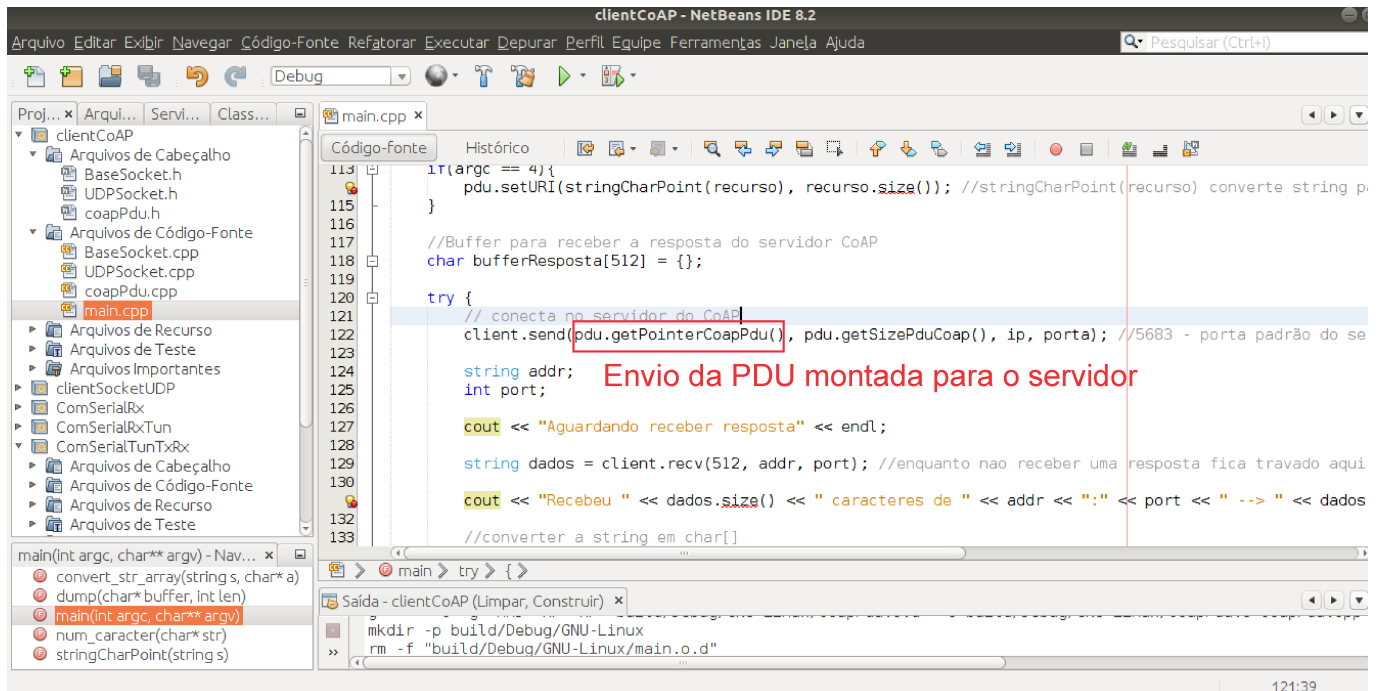 clientCoAP - NetBeans IDE 8.2
Arquivo Editar Exibir Navegar Código-Fonte Refatorar Executar Depurar Perfil Equipe Ferramentas Janela Ajuda
Pesquisar (Ctrl+I)
Debug
Proj... Arqui... Servi... Class...
clientCoAP
Arquivos de Cabeçalho
BaseSocket.h
UDPSocket.h
coapPdu.h
Arquivos de Código-Fonte
BaseSocket.cpp
UDPSocket.cpp
coapPdu.cpp
main.cpp
Arquivos de Recurso
Arquivos de Teste
Arquivos Importantes
clientSocketUDP
ComSerialRx
ComSerialRxTun
ComSerialTunTxRx
Arquivos de Cabeçalho
Arquivos de Código-Fonte
Arquivos de Recurso
Arquivos de Teste
main(int argc, char** argv) - Nav...
convert_str_array(string s, char* a)
dump(char* buffer, int len)
main(int argc, char** argv)
num_caracter(char* str)
stringCharPoint(string s)
main.cpp
Código-fonte Histórico
113 if(argc == 4){
pdu.setURI(stringCharPoint(recurso), recurso.size()); //stringCharPoint(recurso) converte string
115 }
116
117 //Buffer para receber a resposta do servidor CoAP
118 char bufferResposta[512] = {};
119
120 try {
121 // conecta no servidor do CoAP
122 client.send(pdu.getPointerCoapPdu(), pdu.getSizePduCoap(), ip, porta); //5683 - porta padrão do se
123
124 string addr;
Envio da PDU montada para o servidor
125 int port;
126
127 cout << "Aguardando receber resposta" << endl;
128
129 string dados = client.recv(512, addr, port); //enquanto nao receber uma resposta fica travado aqui
130
cout << "Recebeu " << dados.size() << " caracteres de " << addr << ":" << port << " --> " << dados
132
133 //converter a string em char[]
main try { }
Saída - clientCoAP (Limpar, Construir)
mkdir -p build/Debug/GNU-Linux
rm -f "build/Debug/GNU-Linux/main.o.d"
121:39